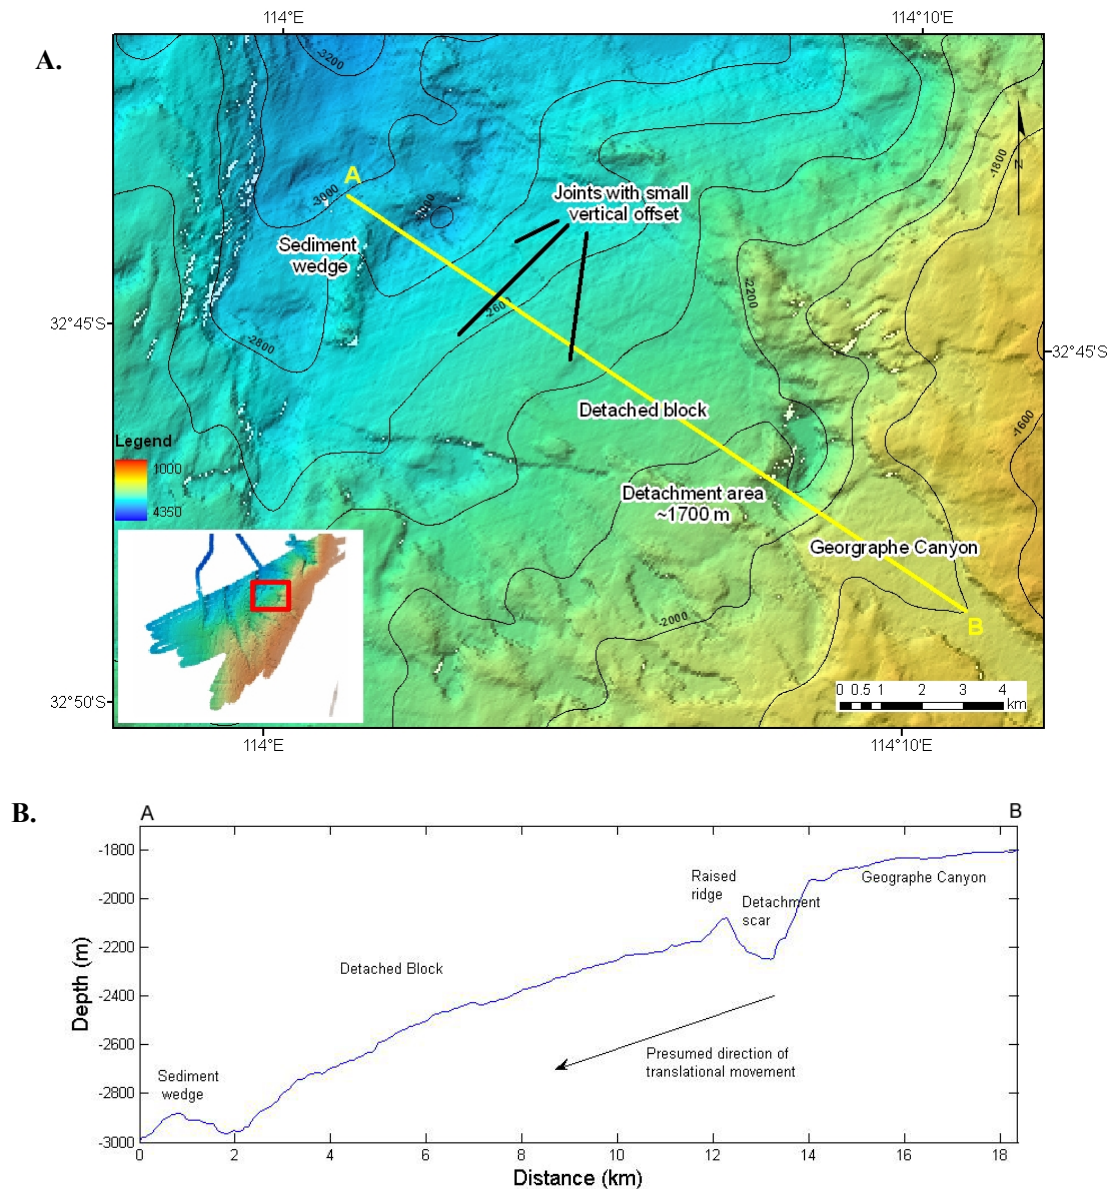 A.
114°E
114°10'E
-3200
-1800
A
-3000
-3000
Joints with small
vertical offset
Sediment
wedge
-2200
32°45'S
-2600
32°45'S
-2800
Detached block
-1600
Legend
1000
4350
Detachment area
~1700 m
Georgraphe Canyon
-2000
B
N
0 0.5 1 2 3 4
km
32°50'S
114°E
114°10'E
B.
A
B
-1800
-2000
-2200
-2400
-2600
-2800
-3000
Depth (m)
Raised
ridge
Detachment
scar
Geographe Canyon
Detached Block
Presumed direction of
translational movement
Sediment
wedge
0 2 4 6 8 10 12 14 16 18
Distance (km)